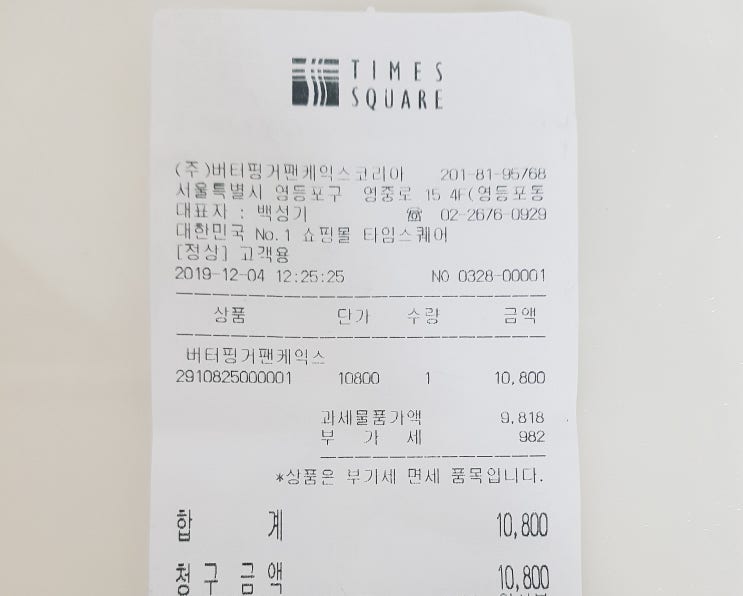 TIMES
SQUARE
(주)버터핑거팬케익스코리아 201-81-95768
서울특별시 영등포구 영중로 15 4F(영등포동
대표자 : 백성기 ☎ 02-2676-0929
대한민국 No.1 쇼핑몰 타임스퀘어
[정상] 고객용
2019-12-04 12:25:25 NO 0328-00001
상품 단가 수량 금액
버터핑거팬케익스
2910825000001 10800 1 10,800
과세물품가액 9,818
부 가 세 982
*상품은 부가세 면세 품목입니다.
합 계 10,800
청구 금액 10,800